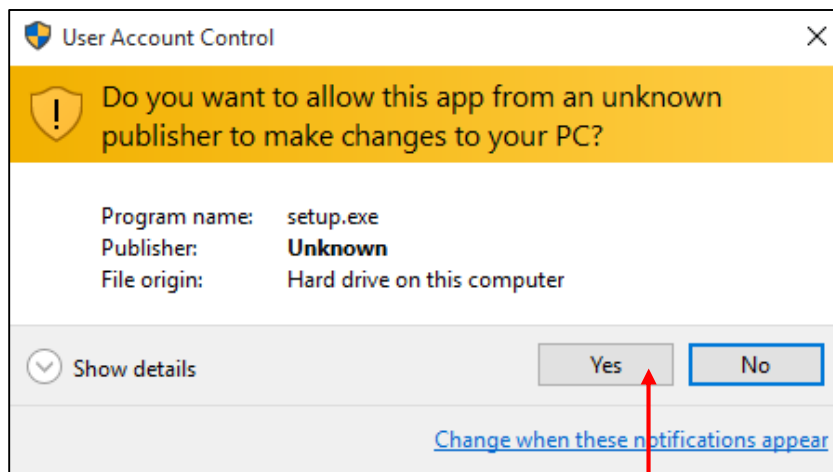 User Account Control
Do you want to allow this app from an unknown
publisher to make changes to your PC?
Program name: setup.exe
Publisher: Unknown
File origin: Hard drive on this computer
Show details
Yes No
Change when these notifications appear